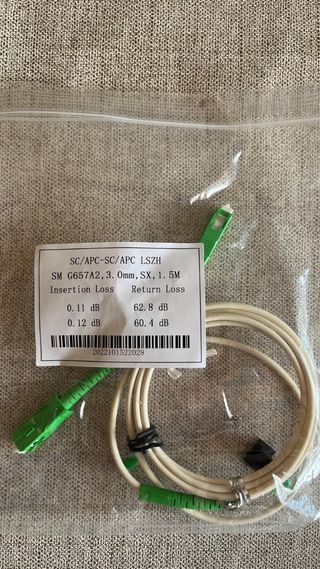 SC/APC-SC/APC LSZH
SM G657A2,3.0mm,SX,1.5M
Insertion Loss Return Loss
0.11 dB 62.8 dB
0.12 dB 60.4 dB
2022101522028